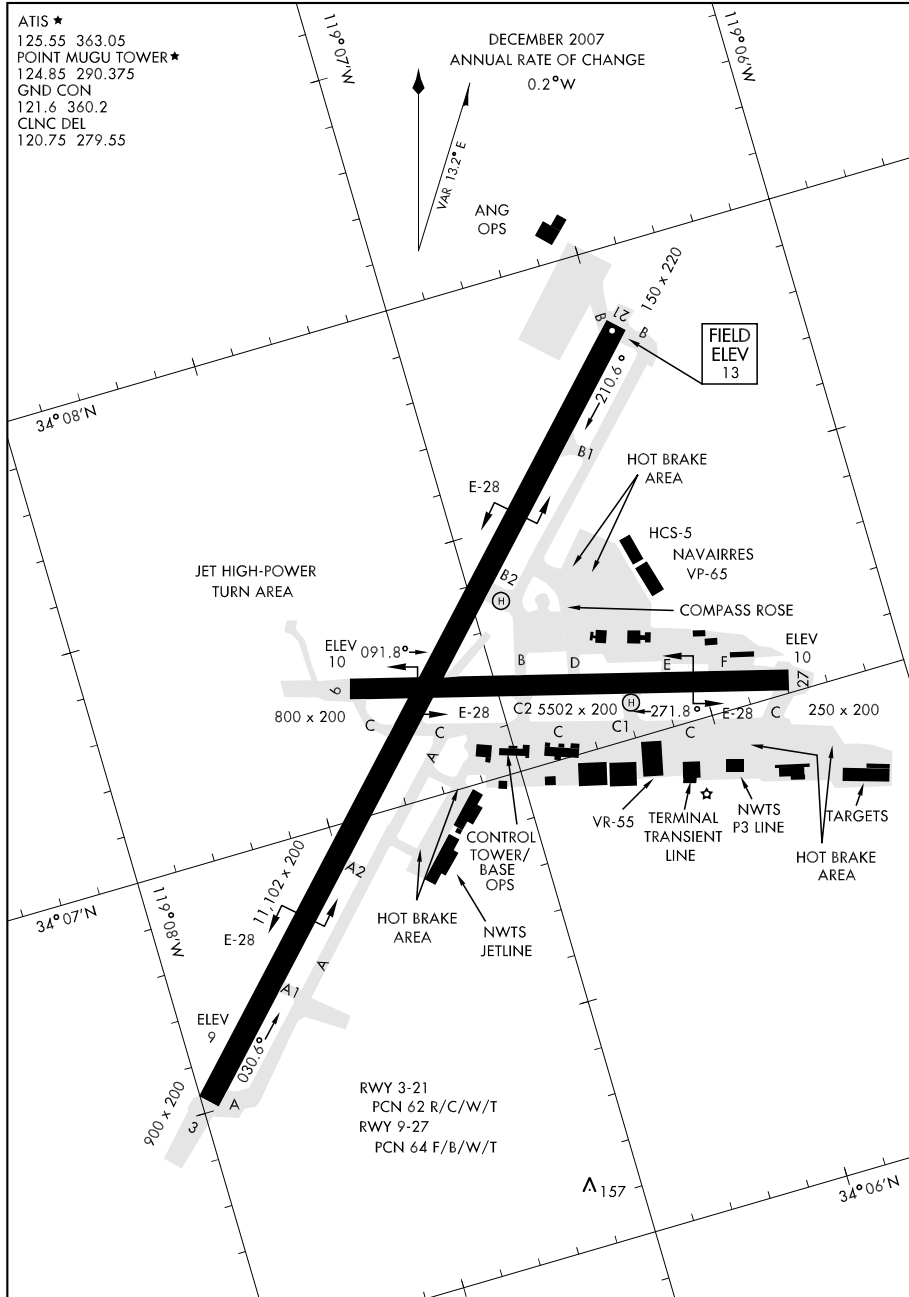 ATIS ★
125.55 363.05
POINT MUGU TOWER★
124.85 290.375
GND CON
121.6 360.2
CLNC DEL
120.75 279.55
119°07'W
DECEMBER 2007
ANNUAL RATE OF CHANGE
0.2°W
119°06'W
VAR 13.2° E
ANG
OPS
150 x 220
B
21
B
FIELD
ELEV
13
210.6°
34°08'N
B1
HOT BRAKE
AREA
E-28
HCS-5
NAVAIRRES
VP-65
JET HIGH-POWER
TURN AREA
B2
H
COMPASS ROSE
ELEV
10
091.8°
B
D
E
F
ELEV
10
9
27
800 x 200
E-28
C2
5502 x 200
H
271.8°
E-28
C
250 x 200
C
C
C
C1
C
A
VR-55
TERMINAL
TRANSIENT
LINE
NWTS
P3 LINE
TARGETS
HOT BRAKE
AREA
CONTROL
TOWER/
BASE
OPS
11,102 x 200
A2
34°07'N
119°08'W
HOT BRAKE
AREA
NWTS
JETLINE
E-28
A
A1
ELEV
9
030.6°
A
900 x 200
3
RWY 3-21
PCN 62 R/C/W/T
RWY 9-27
PCN 64 F/B/W/T
157
34°06'N